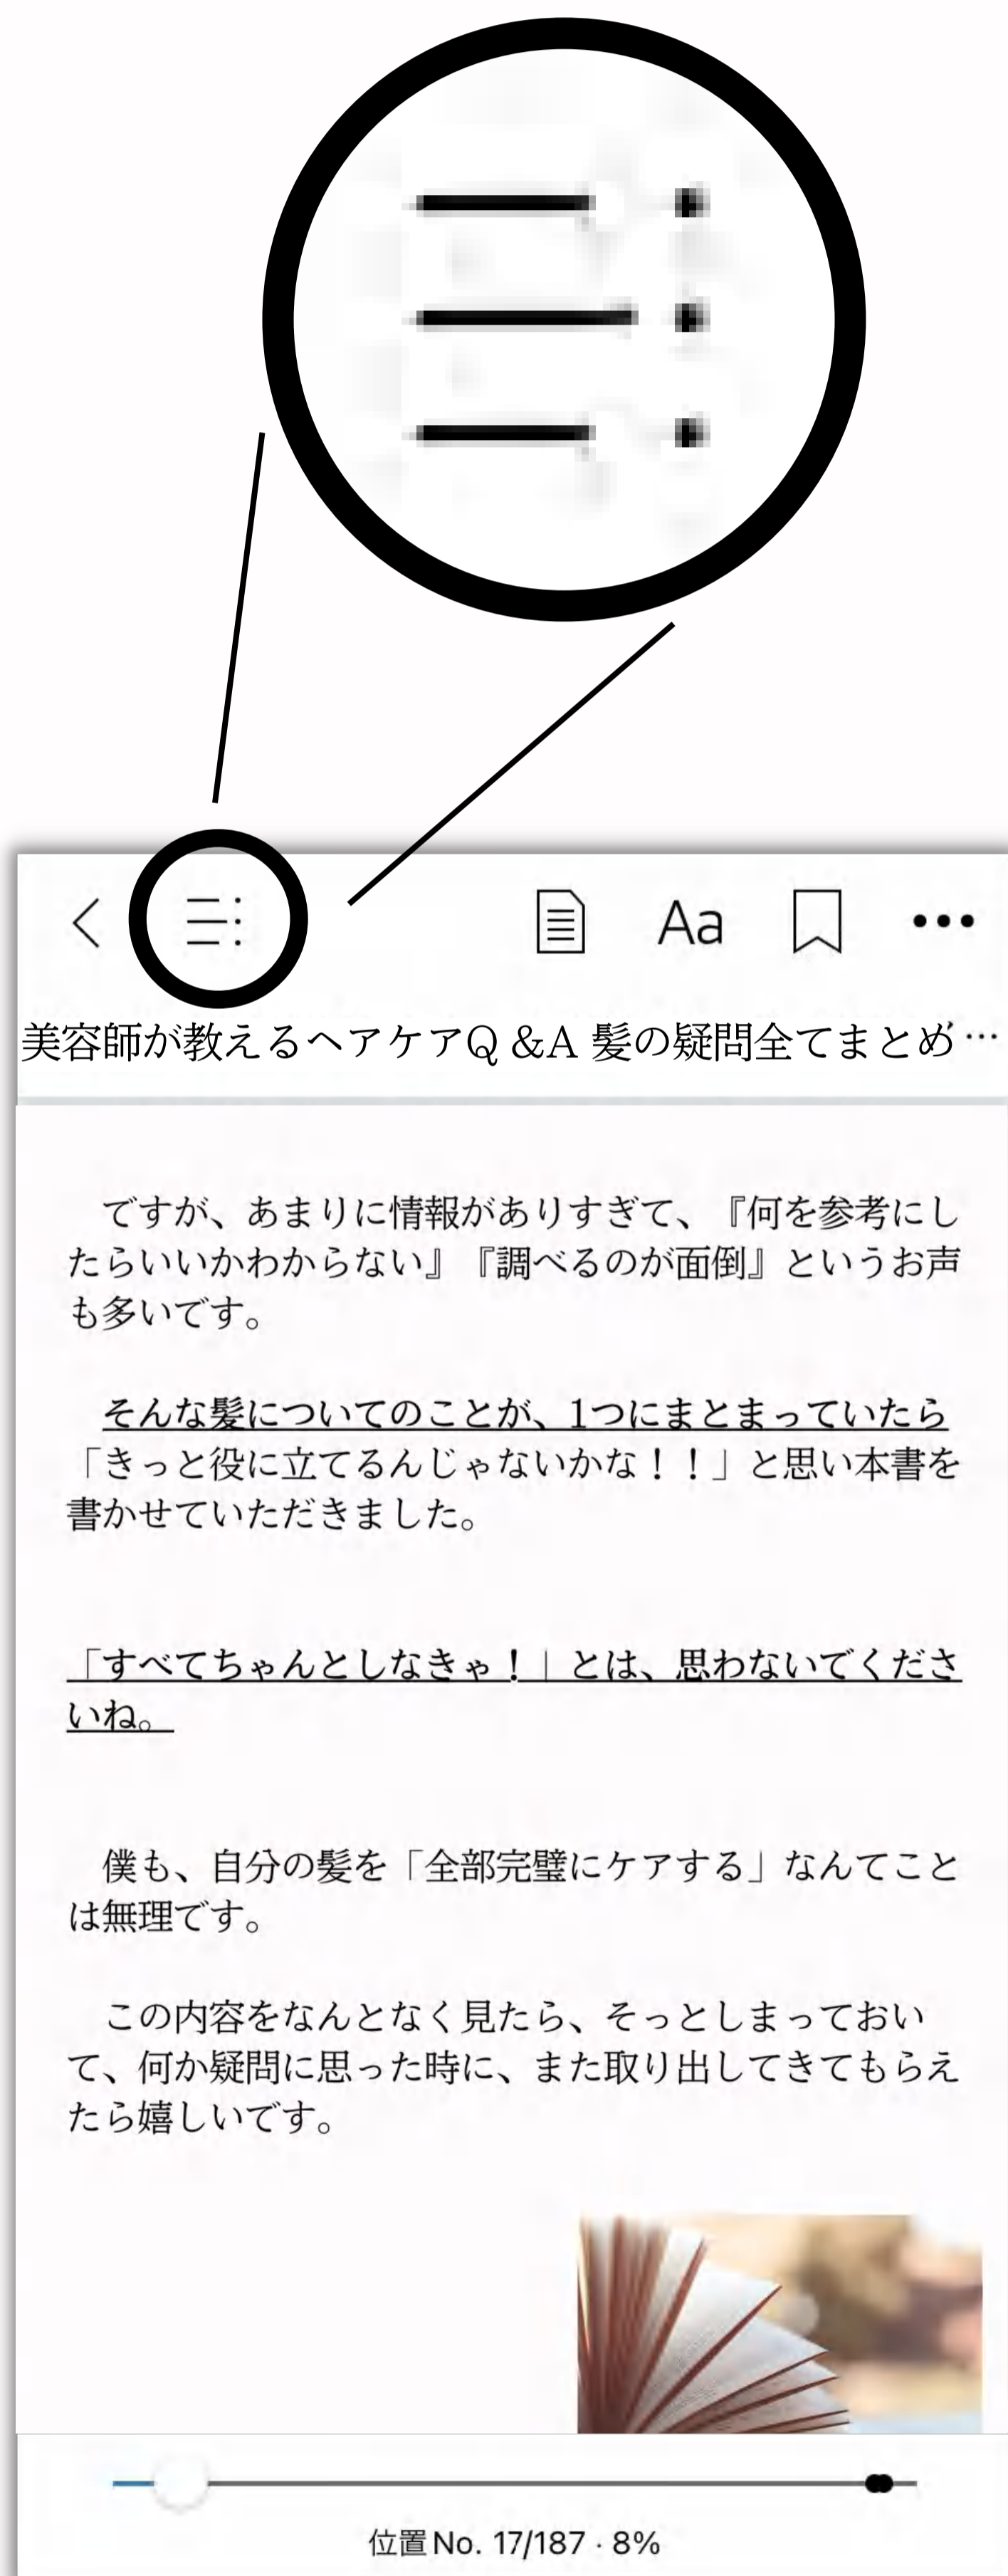 Aa
美容師が教えるヘアケアQ &A 髪の疑問全てまとめ…
ですが、あまりに情報がありすぎて、『何を参考にし
たらいいかわからない』『調べるのが面倒』というお声
も多いです。
そんな髪についてのことが、1つにまとまっていたら
「きっと役に立てるんじゃないかな！！」と思い本書を
書かせていただきました。
「すべてちゃんとしなきゃ！」とは、思わないでくださ
いね。
僕も、自分の髪を「全部完璧にケアする」なんてこと
は無理です。
この内容をなんとなく見たら、そっとしまっておい
て、何か疑問に思った時に、また取り出してきてもらえ
たら嬉しいです。
位置No. 17/187 · 8%